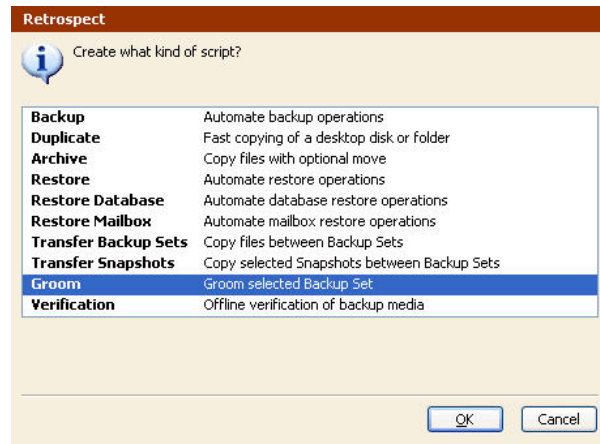 Retrospect
Create what kind of script?
Backup Automate backup operations
Duplicate Fast copying of a desktop disk or folder
Archive Copy files with optional move
Restore Automate restore operations
Restore Database Automate database restore operations
Restore Mailbox Automate mailbox restore operations
Transfer Backup Sets Copy files between Backup Sets
Transfer Snapshots Copy selected Snapshots between Backup Sets
Groom Groom selected Backup Set
Verification Offline verification of backup media
OK Cancel